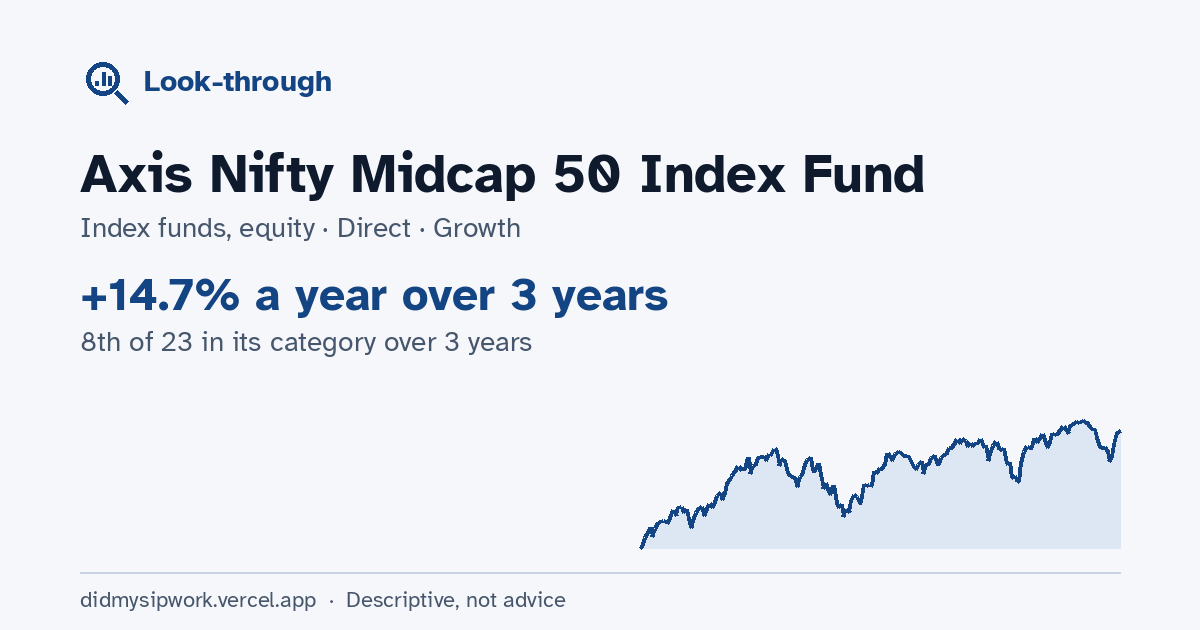 Look-through
Axis Nifty Midcap 50 Index Fund
Index funds, equity · Direct · Growth
+14.7% a year over 3 years
8th of 23 in its category over 3 years
didmysipwork.vercel.app · Descriptive, not advice